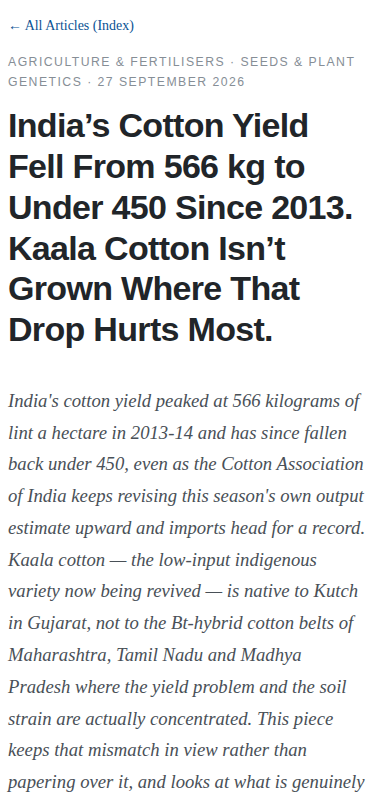 ← All Articles (Index)
AGRICULTURE & FERTILISERS · SEEDS & PLANT
GENETICS · 27 SEPTEMBER 2026
India’s Cotton Yield
Fell From 566 kg to
Under 450 Since 2013.
Kaala Cotton Isn’t
Grown Where That
Drop Hurts Most.
India's cotton yield peaked at 566 kilograms of
lint a hectare in 2013-14 and has since fallen
back under 450, even as the Cotton Association
of India keeps revising this season's own output
estimate upward and imports head for a record.
Kaala cotton — the low-input indigenous
variety now being revived — is native to Kutch
in Gujarat, not to the Bt-hybrid cotton belts of
Maharashtra, Tamil Nadu and Madhya
Pradesh where the yield problem and the soil
strain are actually concentrated. This piece
keeps that mismatch in view rather than
papering over it, and looks at what is genuinely